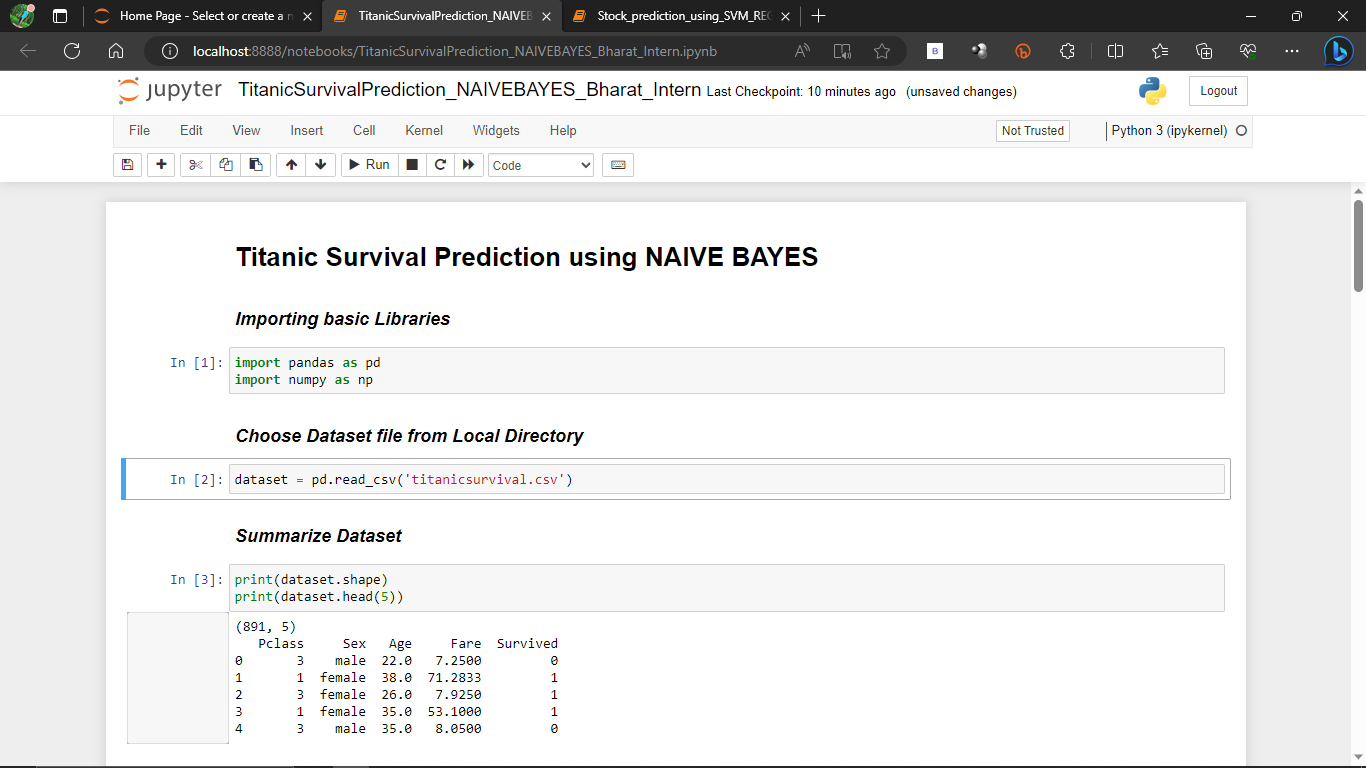 Home Page - Select or create a n
TitanicSurvivalPrediction_NAIVEB
Stock_prediction_using_SVM_REG
localhost:8888/notebooks/TitanicSurvivalPrediction_NAIVEBAYES_Bharat_Intern.ipynb
jupyter TitanicSurvivalPrediction_NAIVEBAYES_Bharat_Intern Last Checkpoint: 10 minutes ago (unsaved changes)
Logout
File Edit View Insert Cell Kernel Widgets Help
Not Trusted
Python 3 (ipykernel)
Run
Code
Titanic Survival Prediction using NAIVE BAYES
Importing basic Libraries
In [1]: import pandas as pd
import numpy as np
Choose Dataset file from Local Directory
In [2]: dataset = pd.read_csv('titanicsurvival.csv')
Summarize Dataset
In [3]: print(dataset.shape)
print(dataset.head(5))
(891, 5)
Pclass Sex Age Fare Survived
0 3 male 22.0 7.2500 0
1 1 female 38.0 71.2833 1
2 3 female 26.0 7.9250 1
3 1 female 35.0 53.1000 1
4 3 male 35.0 8.0500 0